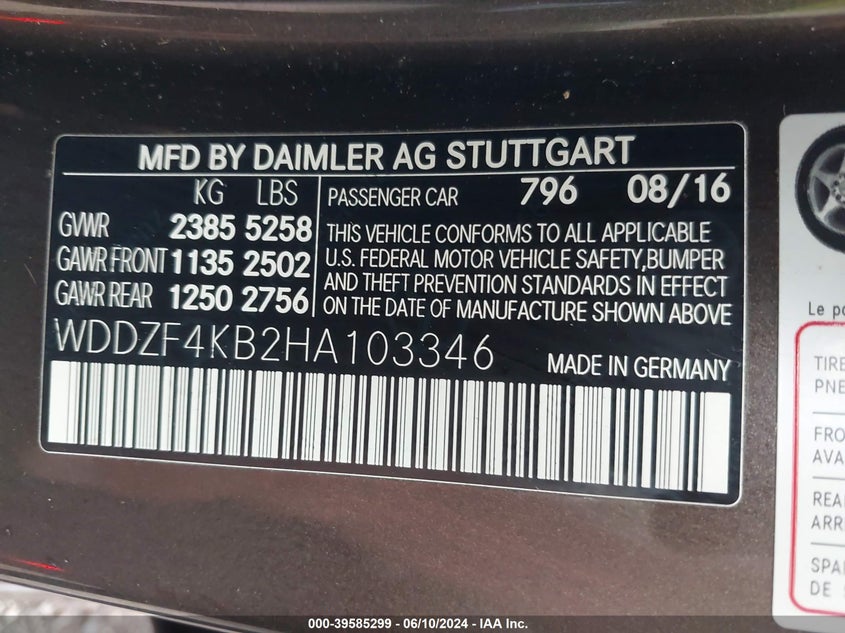 MFD BY DAIMLER AG STUTTGART
KG LBS
GVWR 2385 5258
GAWR FRONT 1135 2502
GAWR REAR 1250 2756
PASSENGER CAR 796 08/16
THIS VEHICLE CONFORMS TO ALL APPLICABLE
U.S. FEDERAL MOTOR VEHICLE SAFETY,BUMPER
AND THEFT PREVENTION STANDARDS IN EFFECT
ON THE DATE OF MANUFACTURE SHOWN ABOVE
WDDZF4KB2HA103346 MADE IN GERMANY
Le
TIRE
PNE
FRO
AVA
REA
ARR
SPA
DE
000-39585299 - 06/10/2024 - IAA Inc.